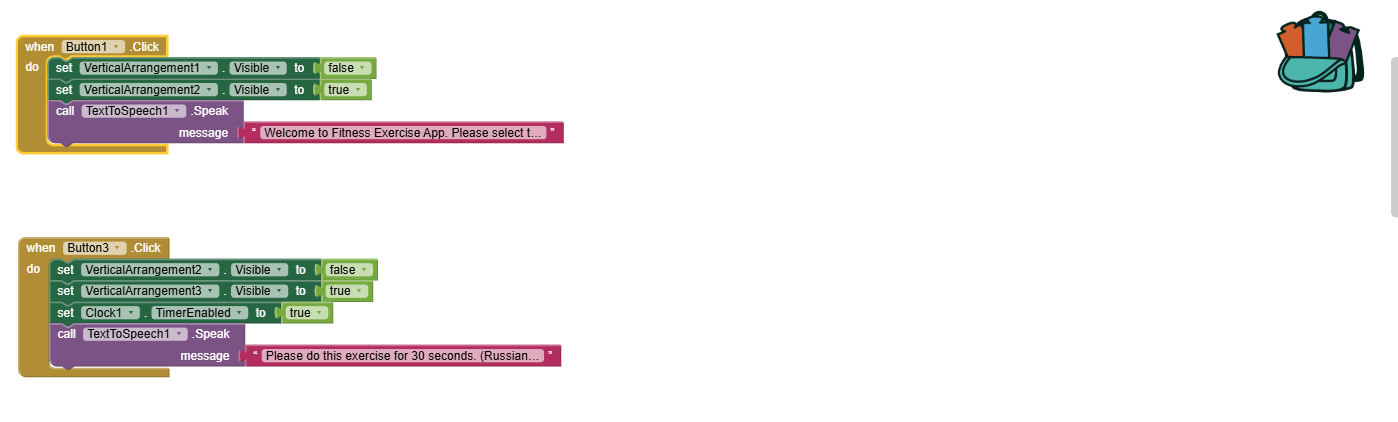 when Button1 .Click
do set VerticalArrangement1 . Visible to false
set VerticalArrangement2 . Visible to true
call TextToSpeech1 .Speak
message " Welcome to Fitness Exercise App. Please select t... "
when Button3 .Click
do set VerticalArrangement2 . Visible to false
set VerticalArrangement3 . Visible to true
set Clock1 . TimerEnabled to true
call TextToSpeech1 .Speak
message " Please do this exercise for 30 seconds. (Russian... "